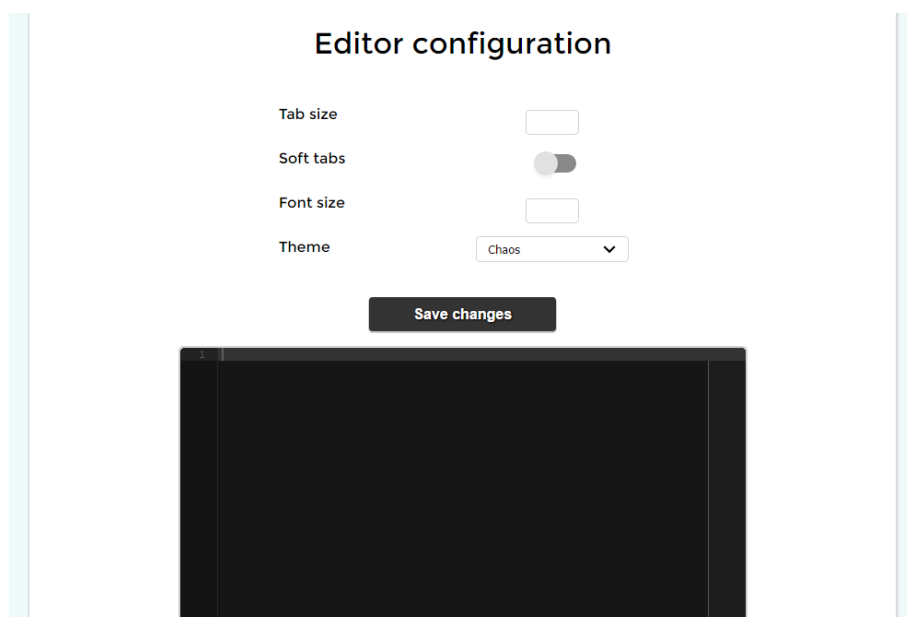 Editor configuration
Tab size
Soft tabs
Font size
Theme
Chaos
Save changes
1